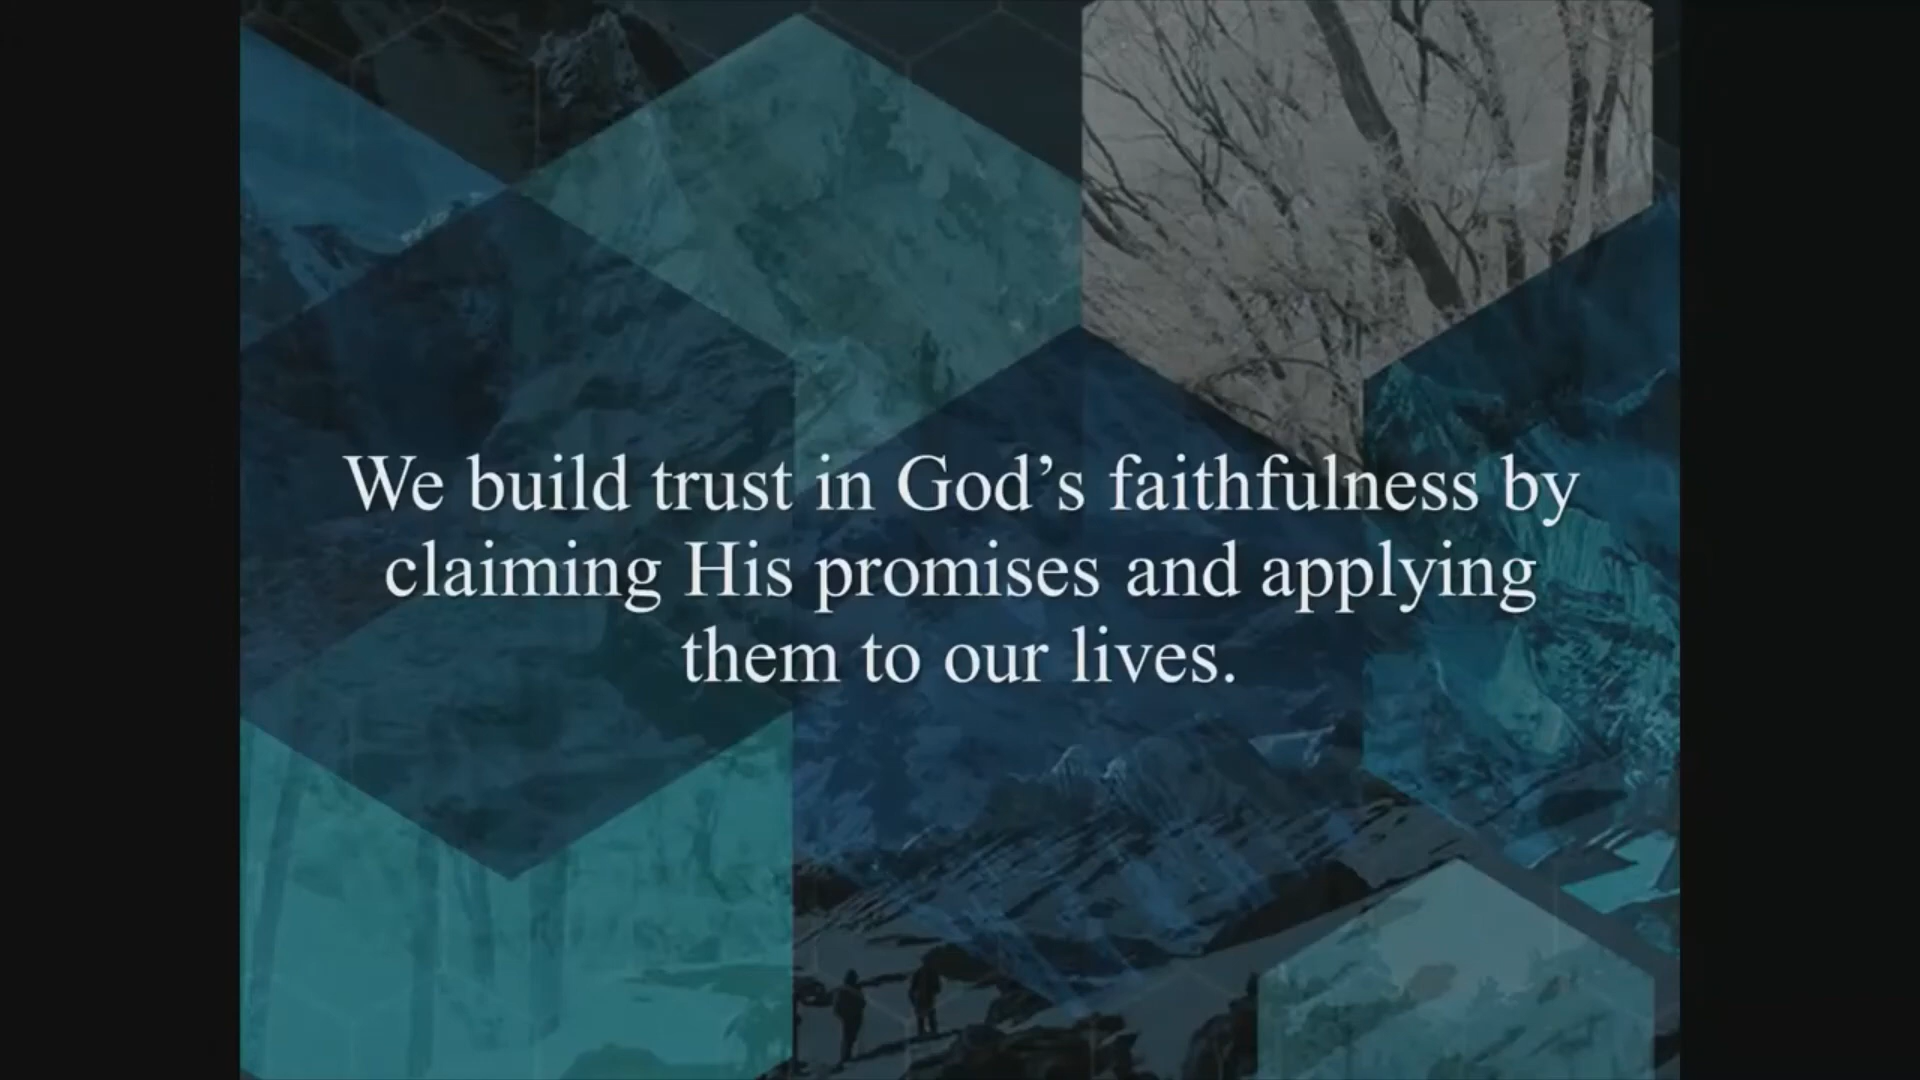 We build trust in God’s faithfulness by
claiming His promises and applying
them to our lives.